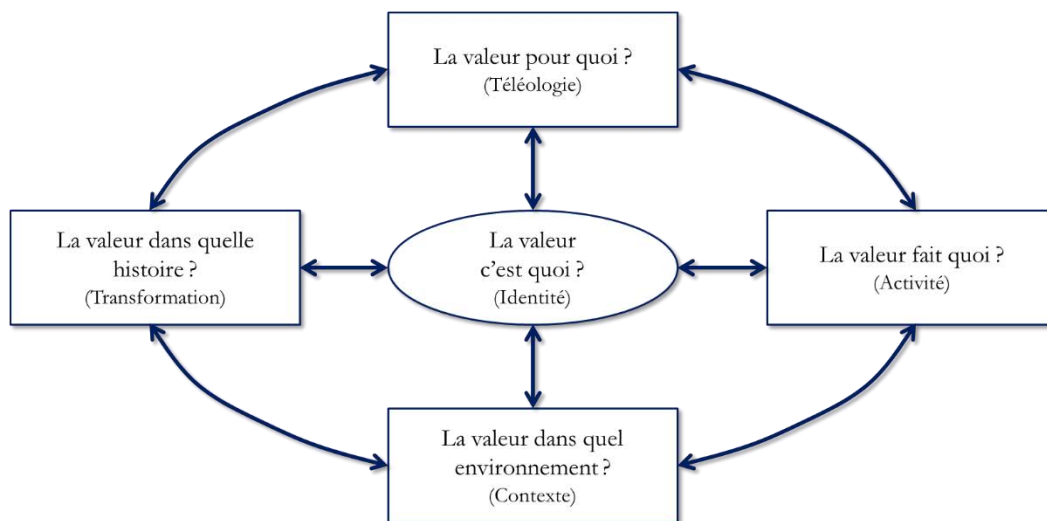 La valeur pour quoi ?
(Téléologie)
La valeur dans quelle
histoire ?
(Transformation)
La valeur
c’est quoi ?
(Identité)
La valeur fait quoi ?
(Activité)
La valeur dans quel
environnement ?
(Contexte)